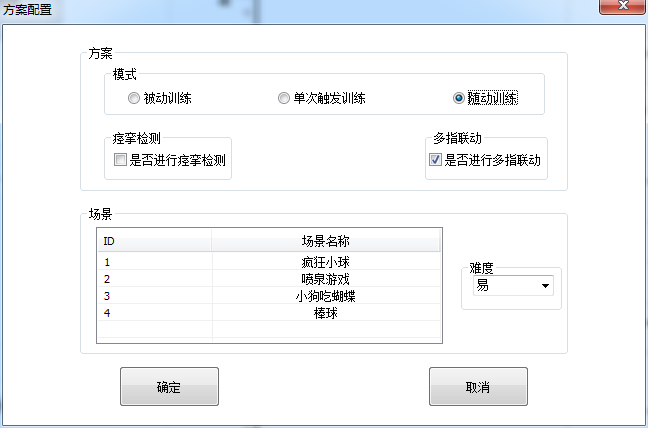 方案配置
方案
模式
被动训练 单次触发训练 随动训练
痉挛检测 多指联动
是否进行痉挛检测 是否进行多指联动
场景
ID 场景名称
1 疯狂小球
2 喷泉游戏
3 小狗吃蝴蝶
4 棒球
难度
易
确定 取消